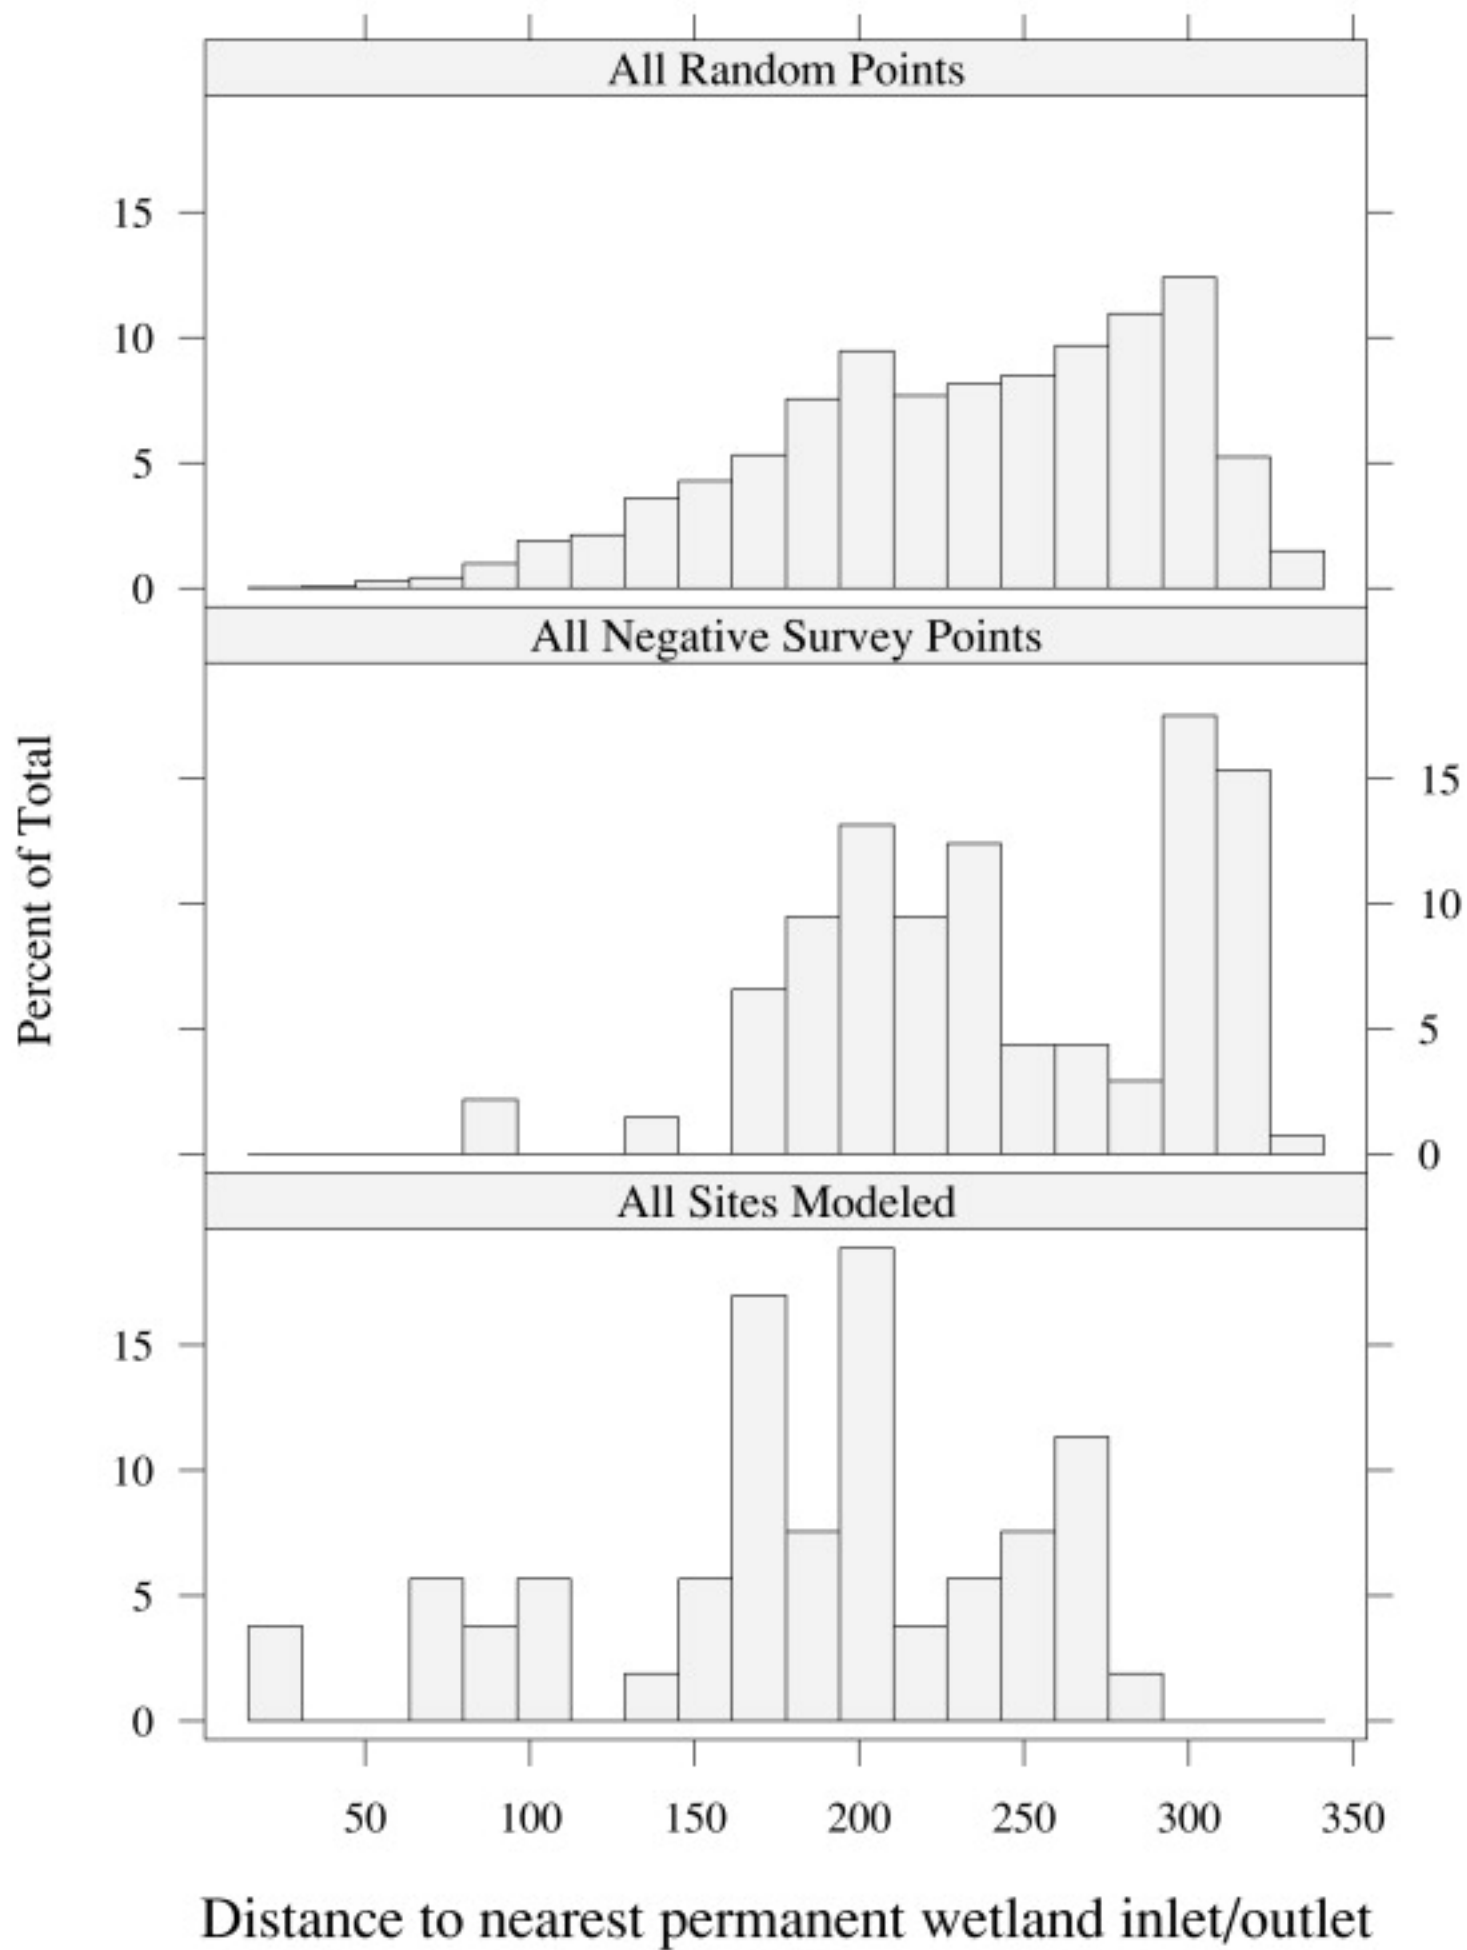 All Random Points
15
10
5
0
All Negative Survey Points
Percent of Total
15
10
5
0
All Sites Modeled
15
10
5
0
50 100 150 200 250 300 350
Distance to nearest permanent wetland inlet/outlet